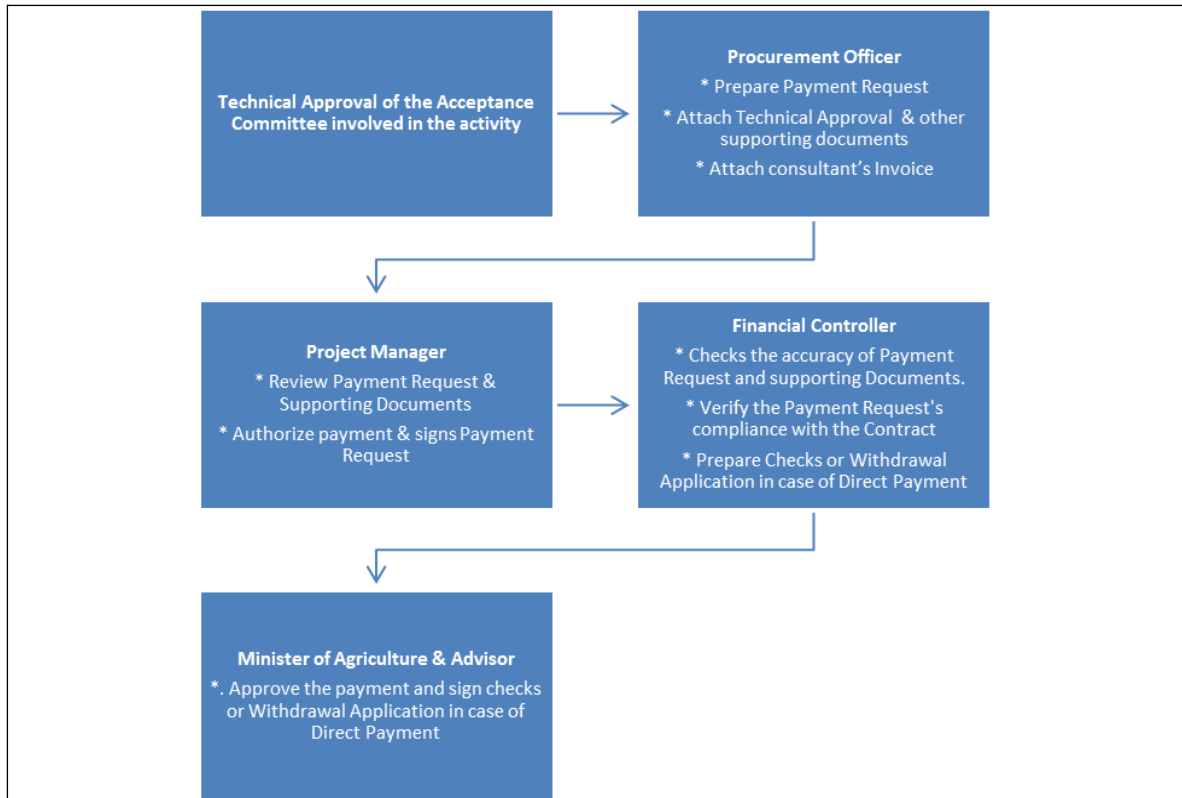 Technical Approval of the Acceptance
Committee involved in the activity
Procurement Officer
* Prepare Payment Request
* Attach Technical Approval & other
supporting documents
* Attach consultant’s Invoice
Project Manager
* Review Payment Request &
Supporting Documents
* Authorize payment & signs Payment
Request
Financial Controller
* Checks the accuracy of Payment
Request and supporting Documents.
* Verify the Payment Request's
compliance with the Contract
* Prepare Checks or Withdrawal
Application in case of Direct Payment
Minister of Agriculture & Advisor
*. Approve the payment and sign checks
or Withdrawal Application in case of
Direct Payment